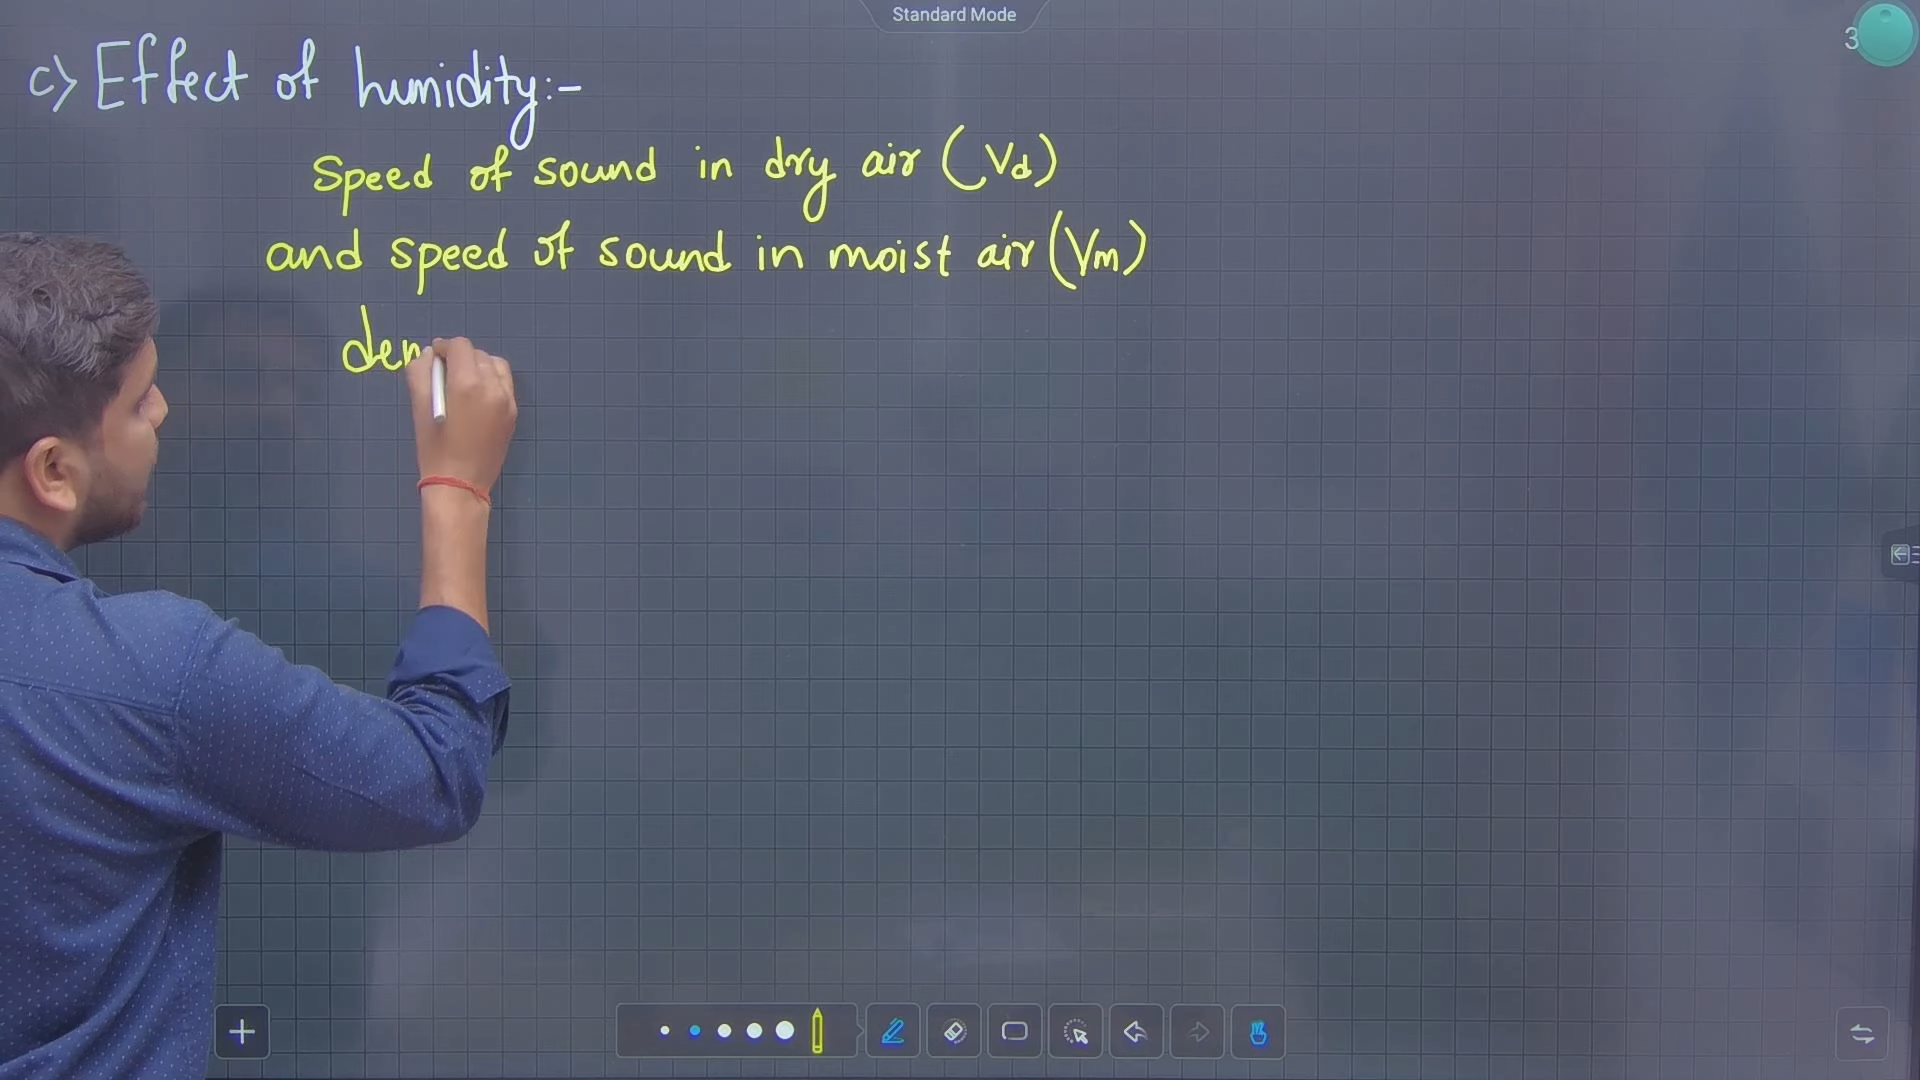 Standard Mode
3
c) Effect of humidity:-
Speed of sound in dry air (Vd)
and speed of sound in moist air (Vm)
den